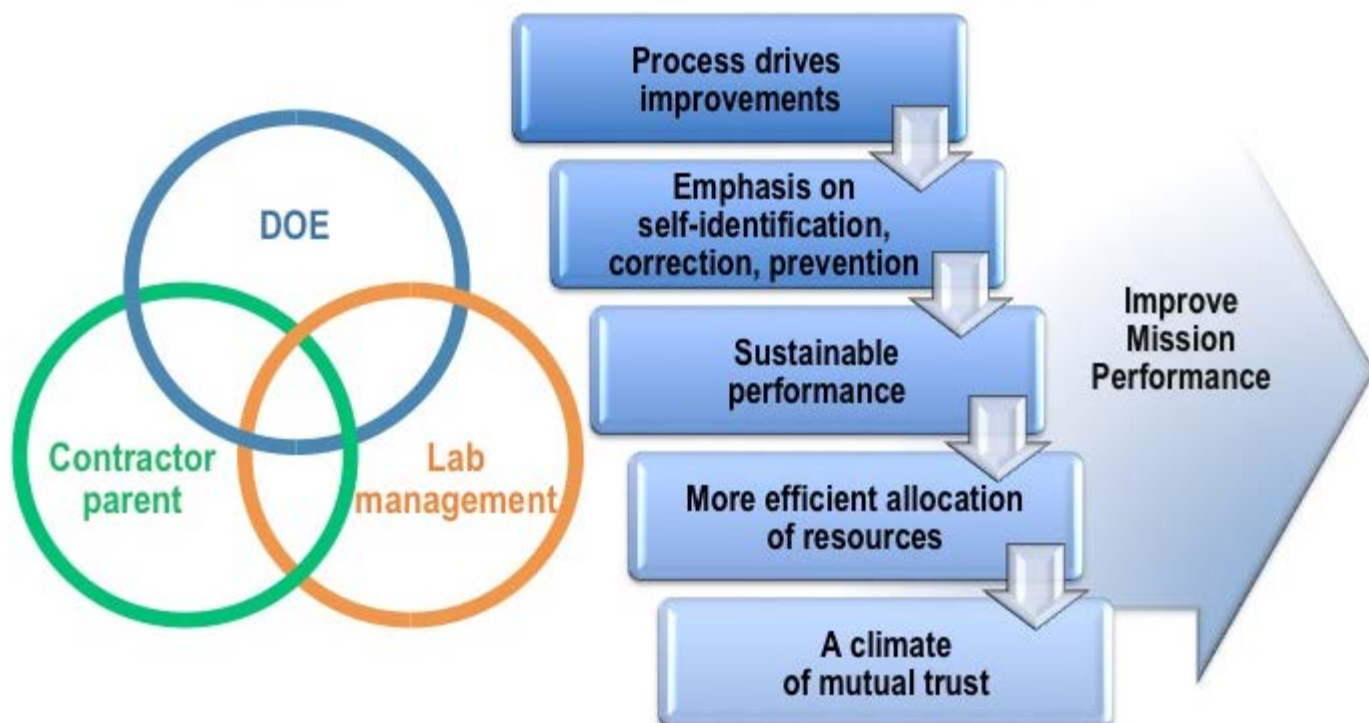 DOE
Contractor
parent
Lab
management
Process drives
improvements
Emphasis on
self-identification,
correction, prevention
Sustainable
performance
More efficient allocation
of resources
A climate
of mutual trust
Improve
Mission
Performance